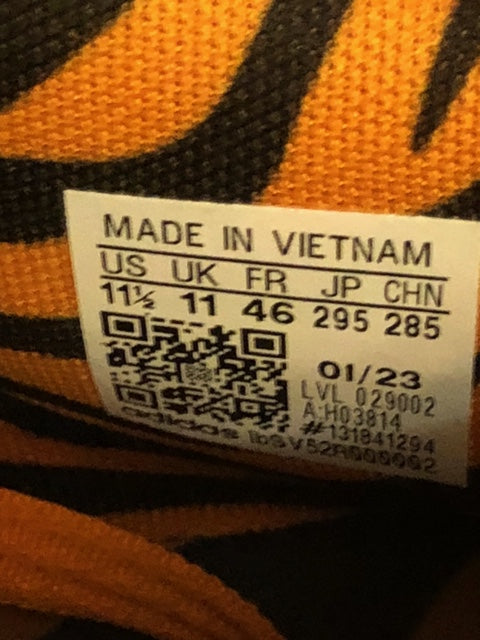 MADE IN VIETNAM
US UK FR JP CHN
11½ 11 46 295 285
01/23
LVL 029002
A:H03814
#131841294
adidas